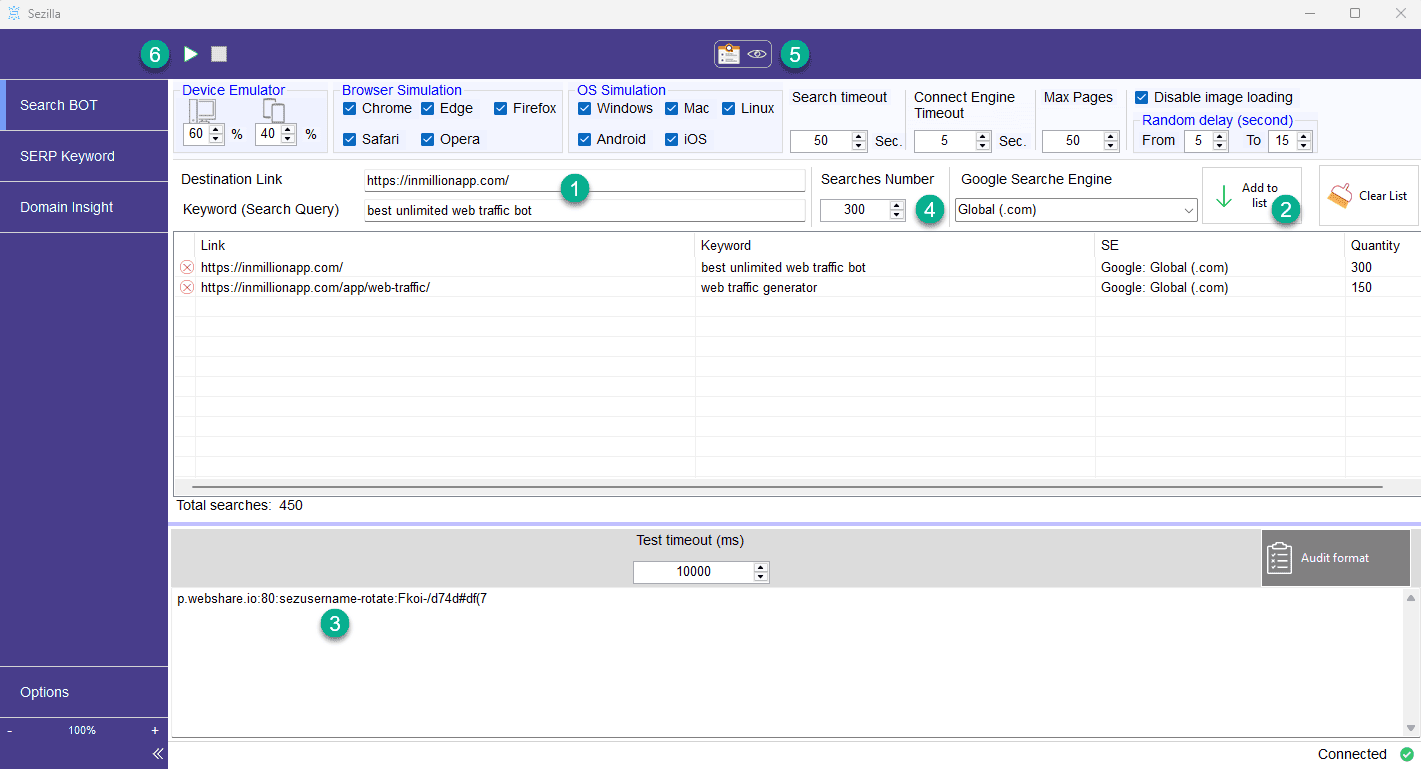 Sezilla
6
5
Search BOT
SERP Keyword
Domain Insight
Options
- 100% +
Device Emulator
60 % 40 %
Browser Simulation
Chrome Edge Firefox
Safari Opera
OS Simulation
Windows Mac Linux
Android iOS
Search timeout
50 Sec.
Connect Engine
Timeout
5 Sec.
Max Pages
50
Disable image loading
Random delay (second)
From 5 To 15
Destination Link https://inmillionapp.com/
1
Keyword (Search Query) best unlimited web traffic bot
Searches Number
300 4
Google Searche Engine
Global (.com)
Add to
list 2
Clear List
Link Keyword SE Quantity
https://inmillionapp.com/ best unlimited web traffic bot Google: Global (.com) 300
https://inmillionapp.com/app/web-traffic/ web traffic generator Google: Global (.com) 150
Total searches: 450
Test timeout (ms)
10000
Audit format
p.webshare.io:80:sezusername-rotate:Fkoi-/d74d#df(7
3
Connected